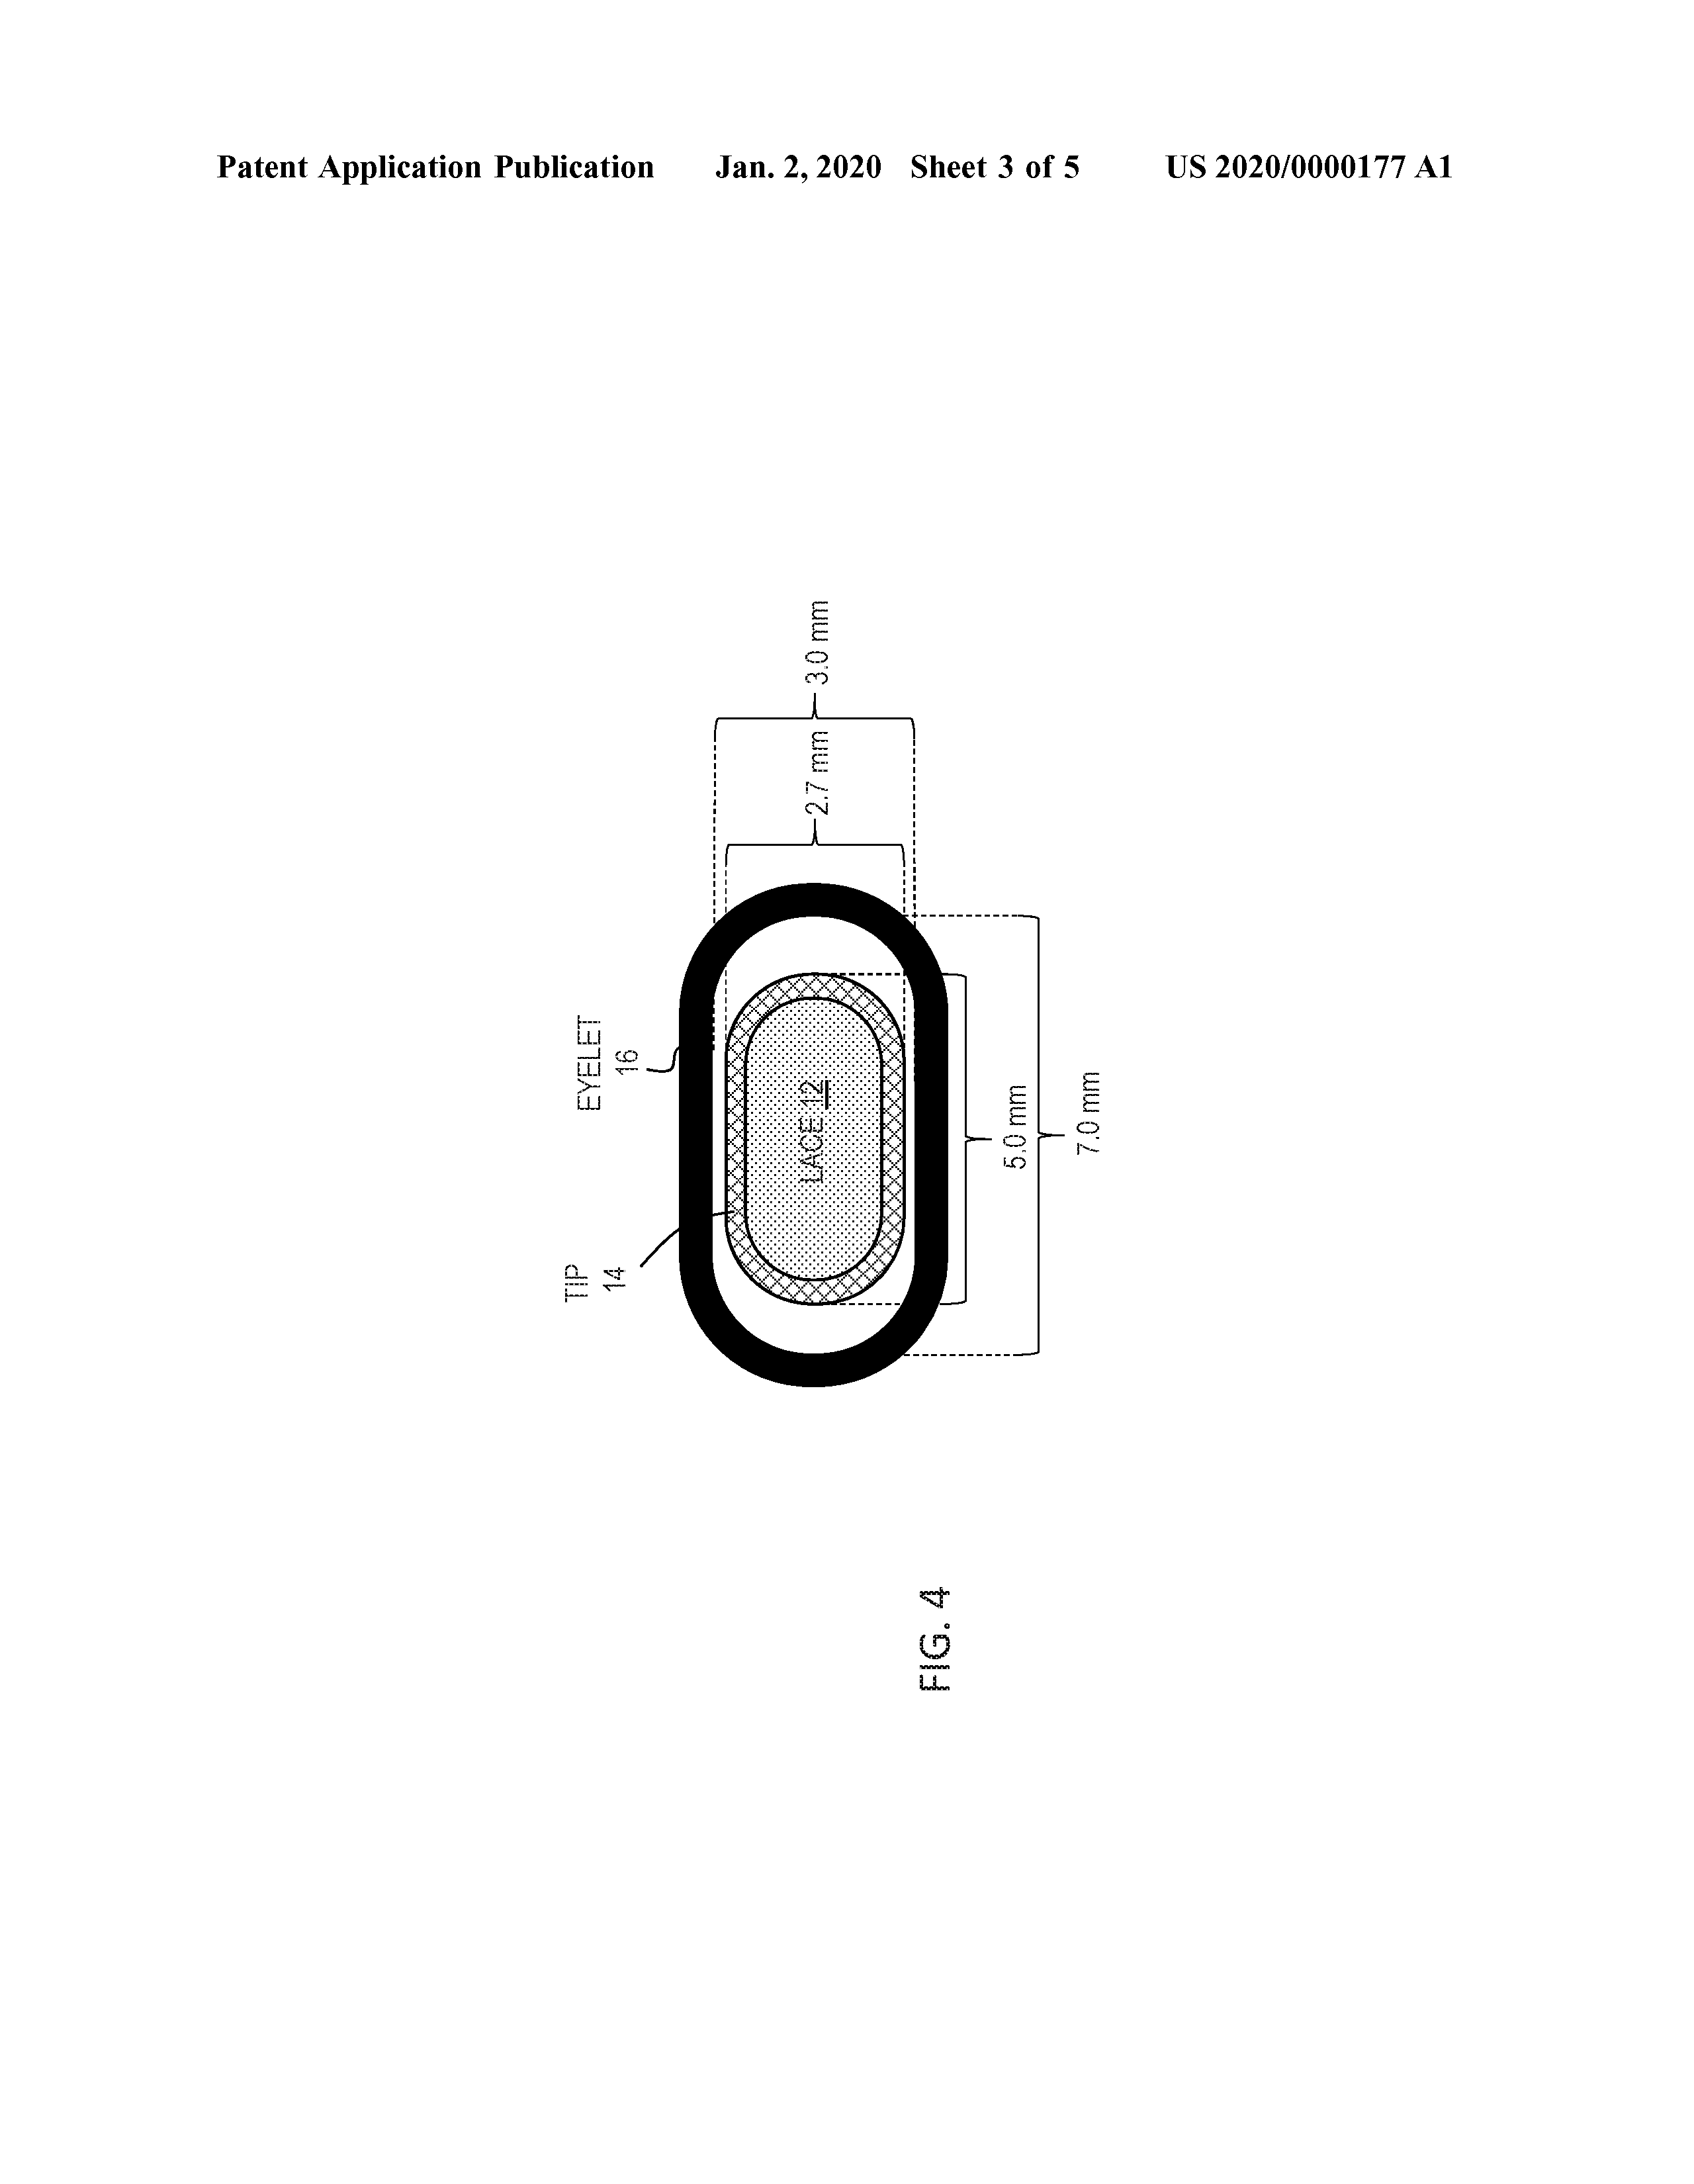 Patent Application Publication Jan. 2, 2020 Sheet 3 of 5 US 2020/0000177 A1
TIP
14
EYELET
16
LACE 12
2.7 mm
3.0 mm
5.0 mm
7.0 mm
FIG. 4